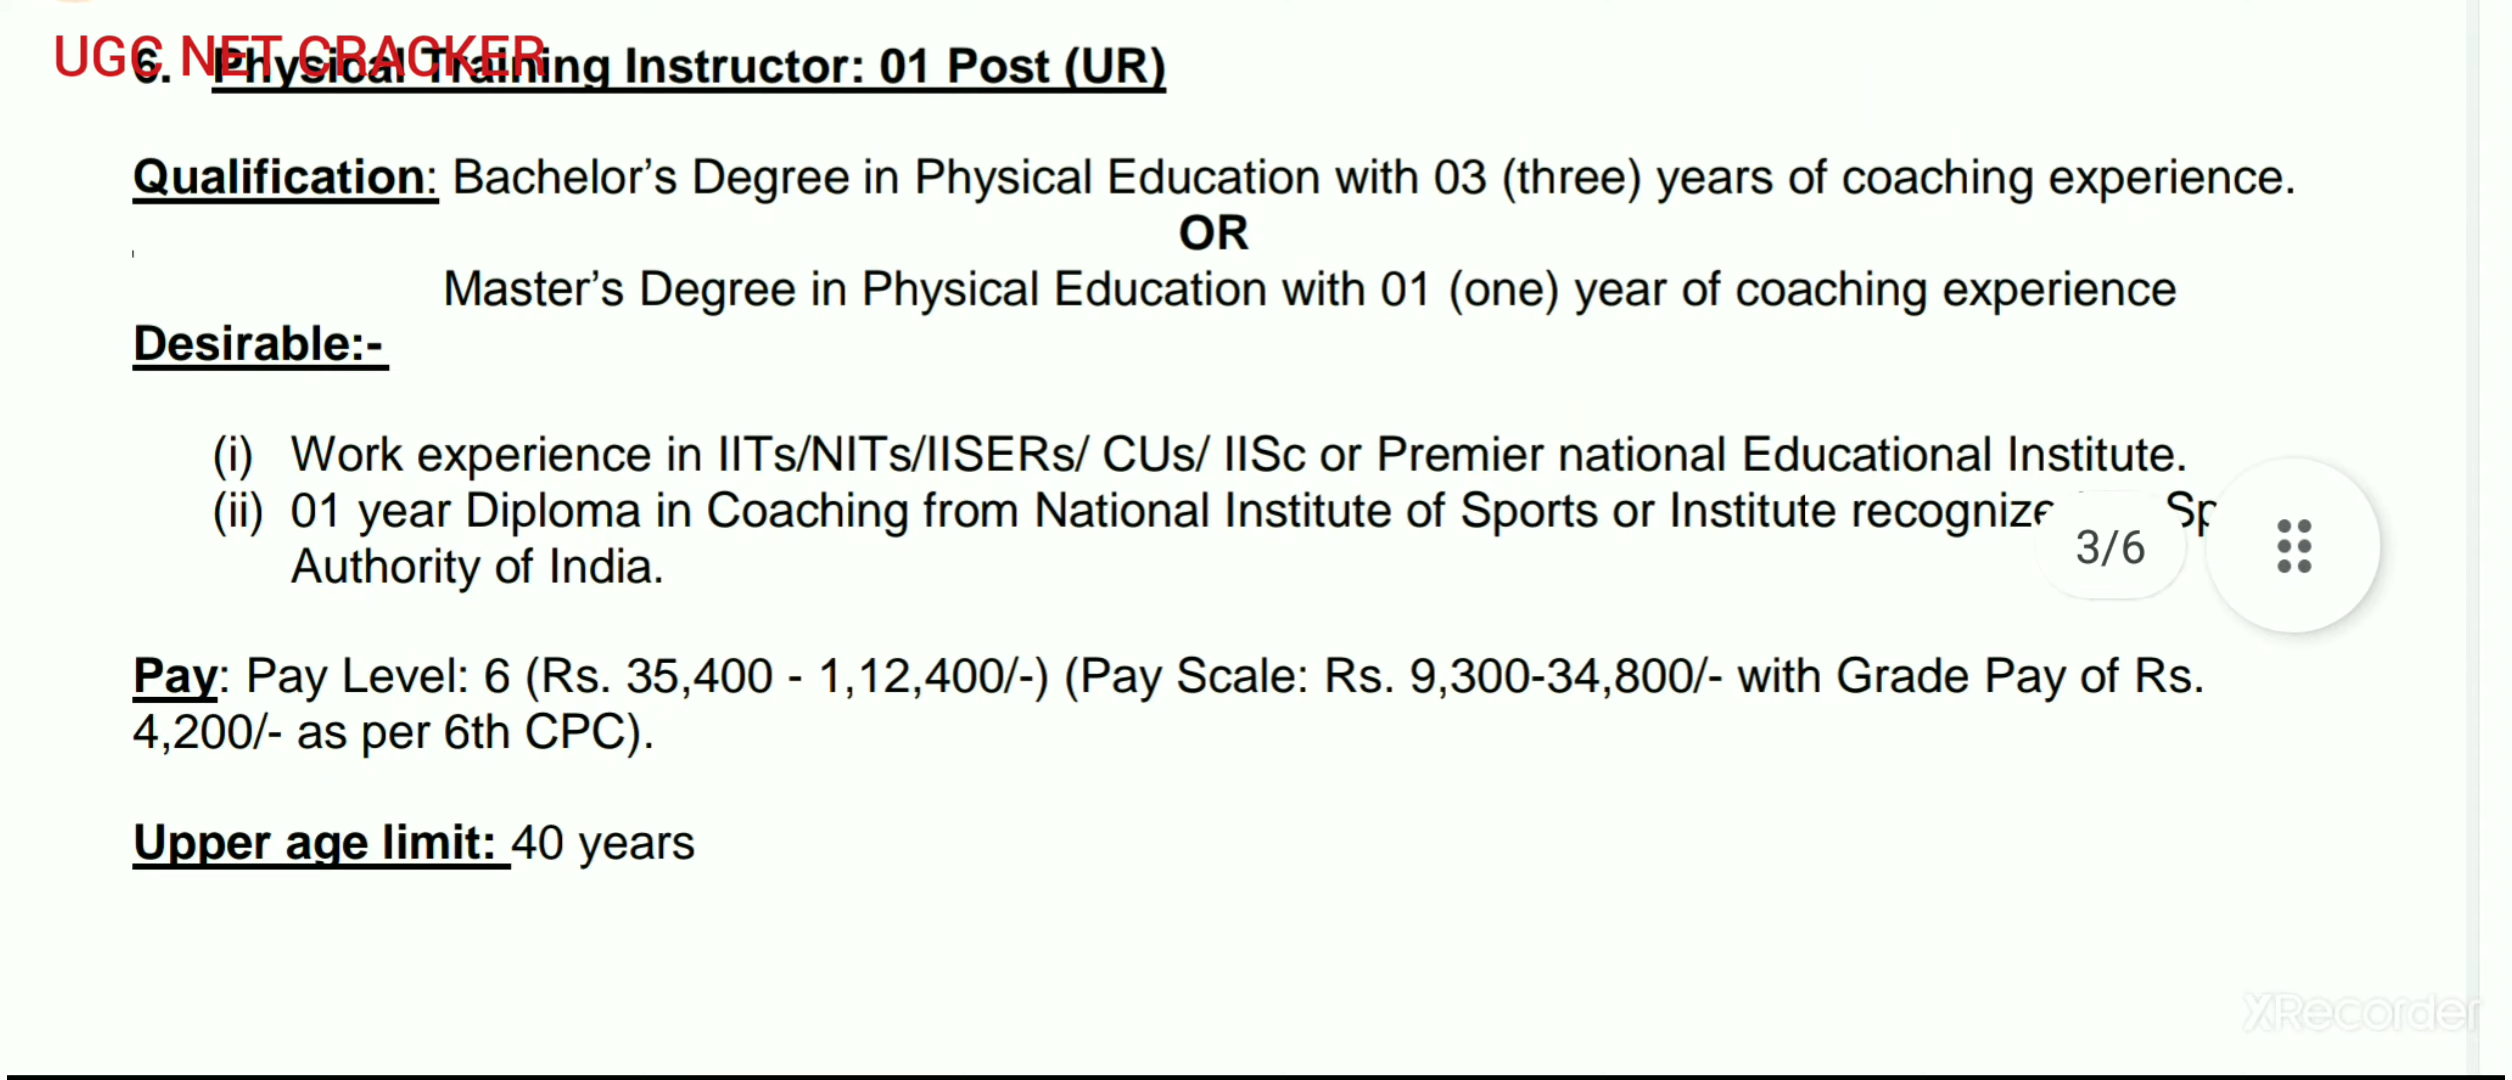 UGC NET CRACKER
6. Physical Training Instructor: 01 Post (UR)
Qualification: Bachelor’s Degree in Physical Education with 03 (three) years of coaching experience.
OR
Master’s Degree in Physical Education with 01 (one) year of coaching experience
Desirable:-
(i) Work experience in IITs/NITs/IISERs/ CUs/ IISc or Premier national Educational Institute.
(ii) 01 year Diploma in Coaching from National Institute of Sports or Institute
Authority of India.
3/6
Pay: Pay Level: 6 (Rs. 35,400 - 1,12,400/-) (Pay Scale: Rs. 9,300-34,800/- with Grade Pay of Rs.
4,200/- as per 6th CPC).
Upper age limit: 40 years
XRecorder